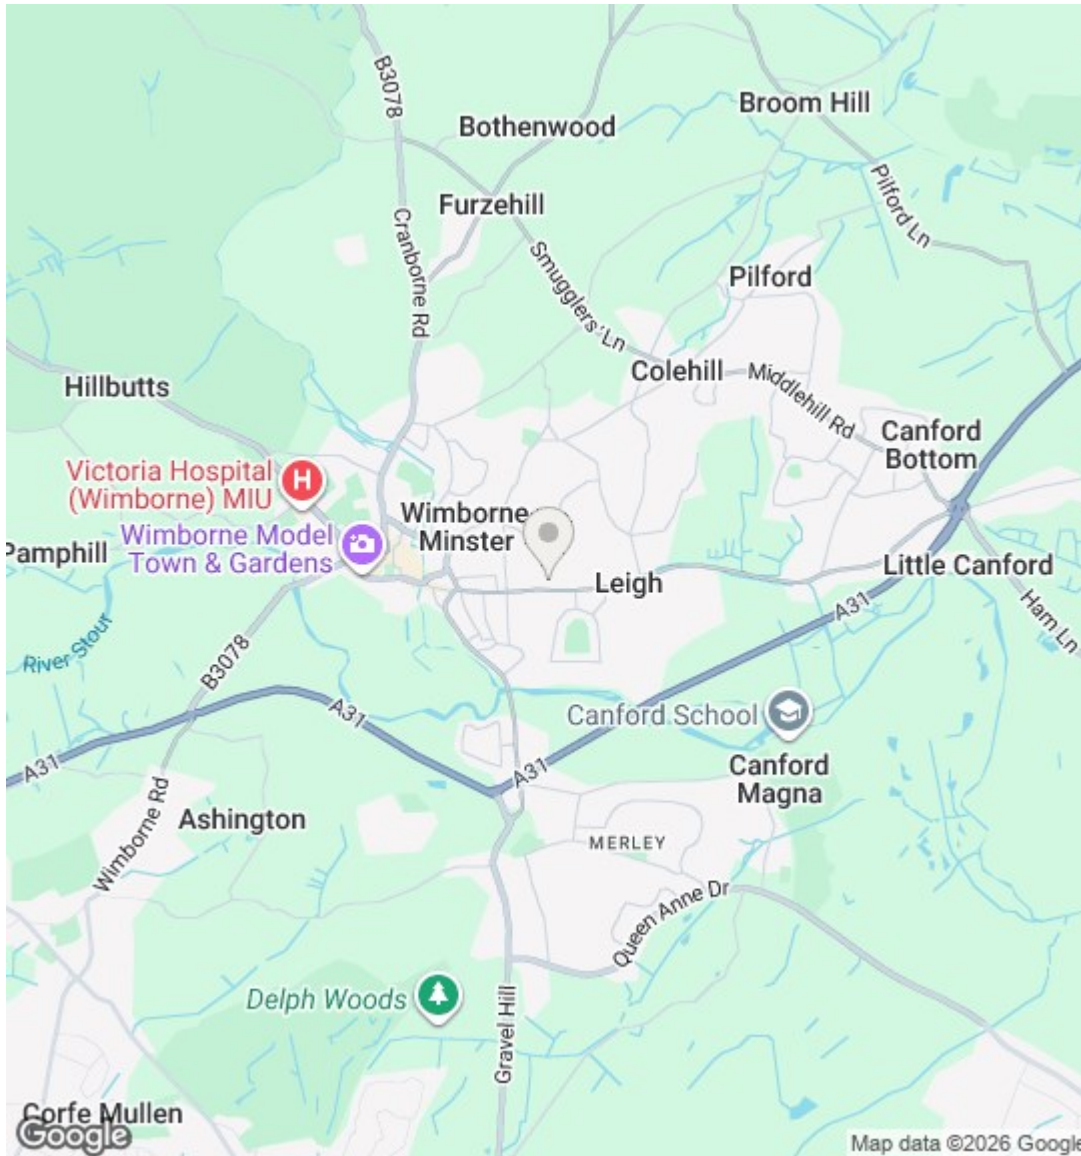 B3078
Bothenwood
Broom Hill
Pilford Ln
Furzehill
Cranborne Rd
Smugglers' Ln
Pilford
Hillbutts
Colehill
Middlehill Rd
Canford
Bottom
Victoria Hospital
(Wimborne) MIU
H
Wimborne
Minster
Wimborne Model
Town & Gardens
Pamphill
Leigh
Little Canford
A31
Ham Ln
River Stour
B3078
A31
Canford School
A31
A31
Canford
Magna
Wimborne Rd
Ashington
MERLEY
Queen Anne Dr
Delph Woods
Gravel Hill
Corfe Mullen
Google
Map data ©2026 Google